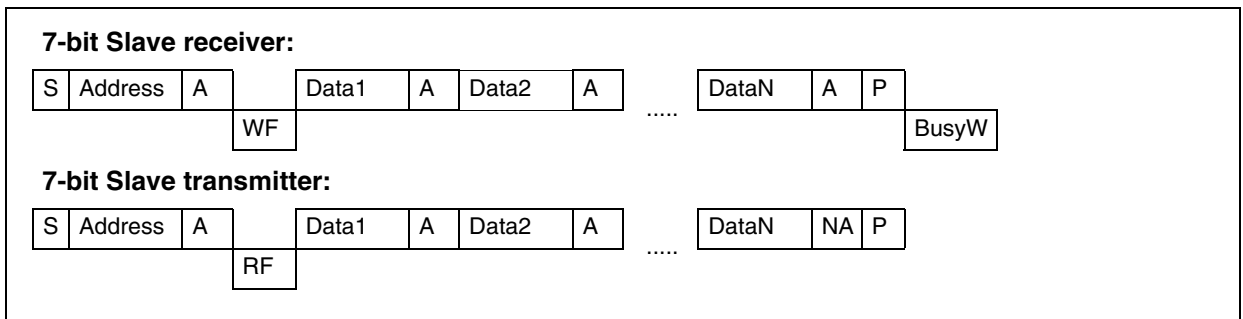 7-bit Slave receiver:
S Address A Data1 A Data2 A ..... DataN A P
WF BusyW
7-bit Slave transmitter:
S Address A Data1 A Data2 A ..... DataN NA P
RF